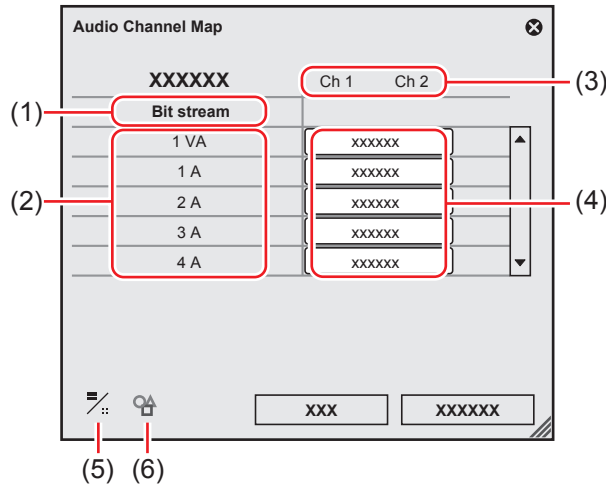 Audio Channel Map
XXXXXX Ch 1 Ch 2 (3)
(1) Bit stream
1 VA xxxxxx
1 A xxxxxx
(2) 2 A xxxxxx (4)
3 A xxxxxx
4 A xxxxxx
XXX XXXXXX
(5) (6)